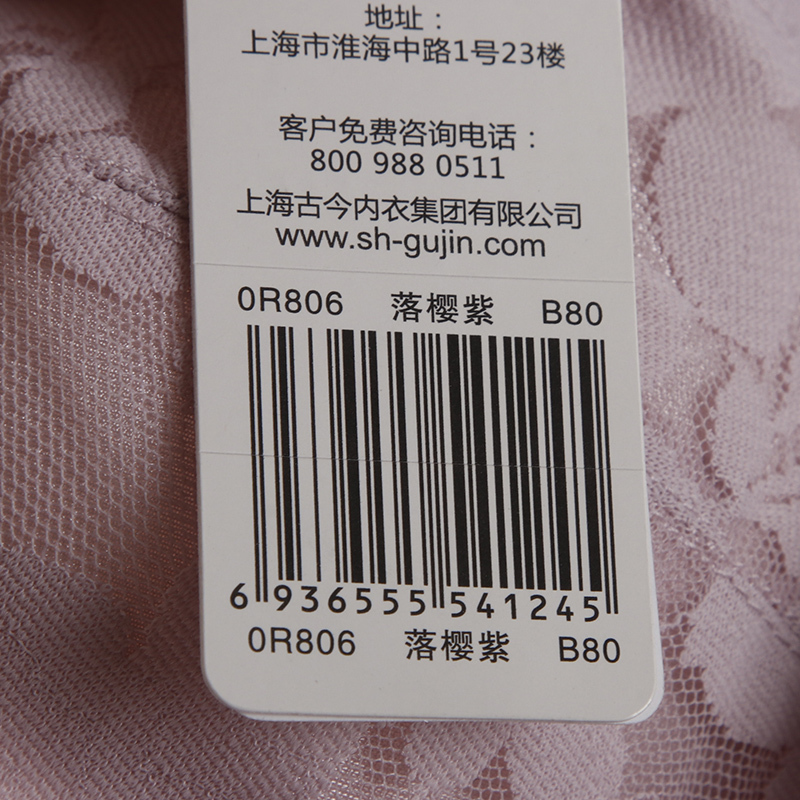 地址：
上海市淮海中路1号23楼
客户免费咨询电话：
800 988 0511
上海古今内衣集团有限公司
www.sh-gujin.com
0R806 落樱紫 B80
6 936555 541245
0R806 落樱紫 B80